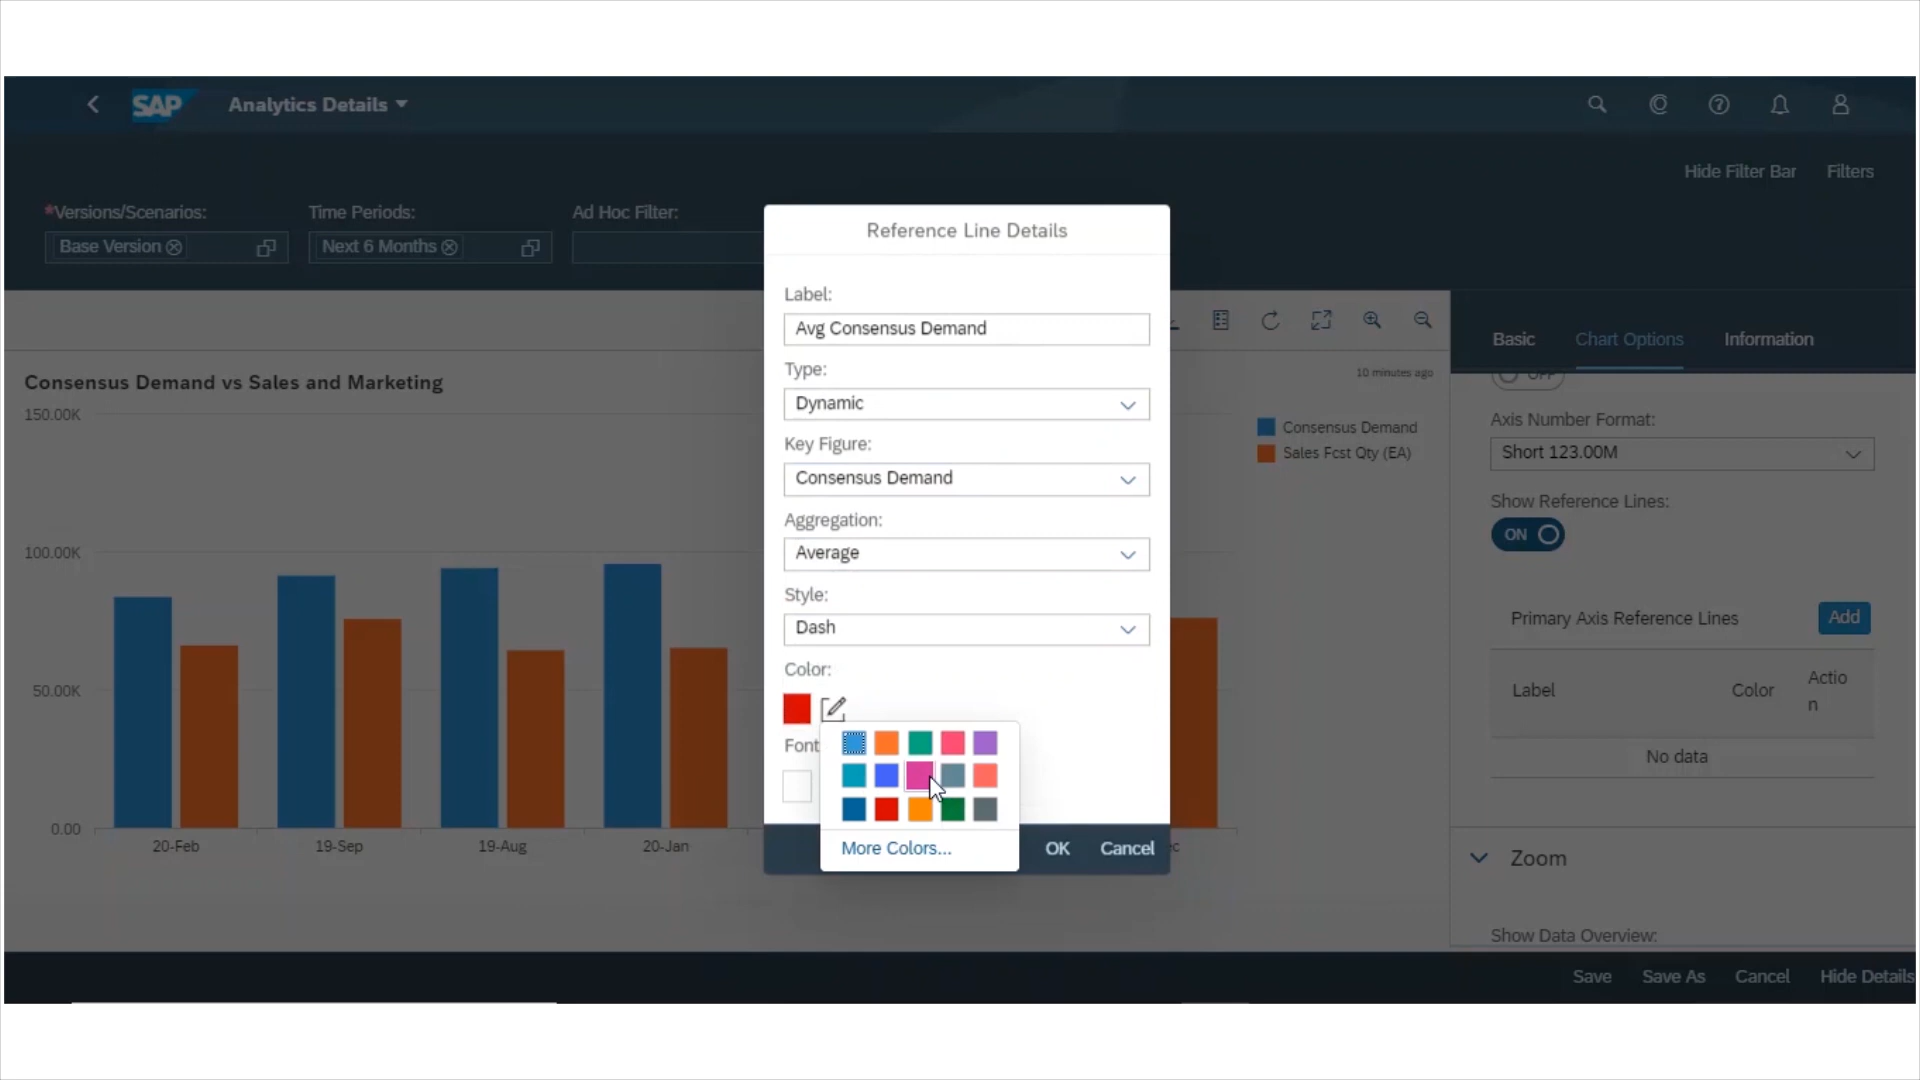 SAP Analytics Details
Hide Filter Bar Filters
*Versions/Scenarios: Time Periods: Ad Hoc Filter:
Base Version Next 6 Months
Reference Line Details
Label:
Avg Consensus Demand
Type:
Dynamic
Key Figure:
Consensus Demand
Aggregation:
Average
Style:
Dash
Color:
Font
More Colors...
OK Cancel
Consensus Demand vs Sales and Marketing
10 minutes ago
150.00K
100.00K
50.00K
0.00
20-Feb 19-Sep 19-Aug 20-Jan
Consensus Demand
Sales Fcst Qty (EA)
Basic Chart Options Information
OFF
Axis Number Format:
Short 123.00M
Show Reference Lines:
ON
Primary Axis Reference Lines Add
Label Color Actio
n
No data
Zoom
Show Data Overview:
Save Save As Cancel Hide Details